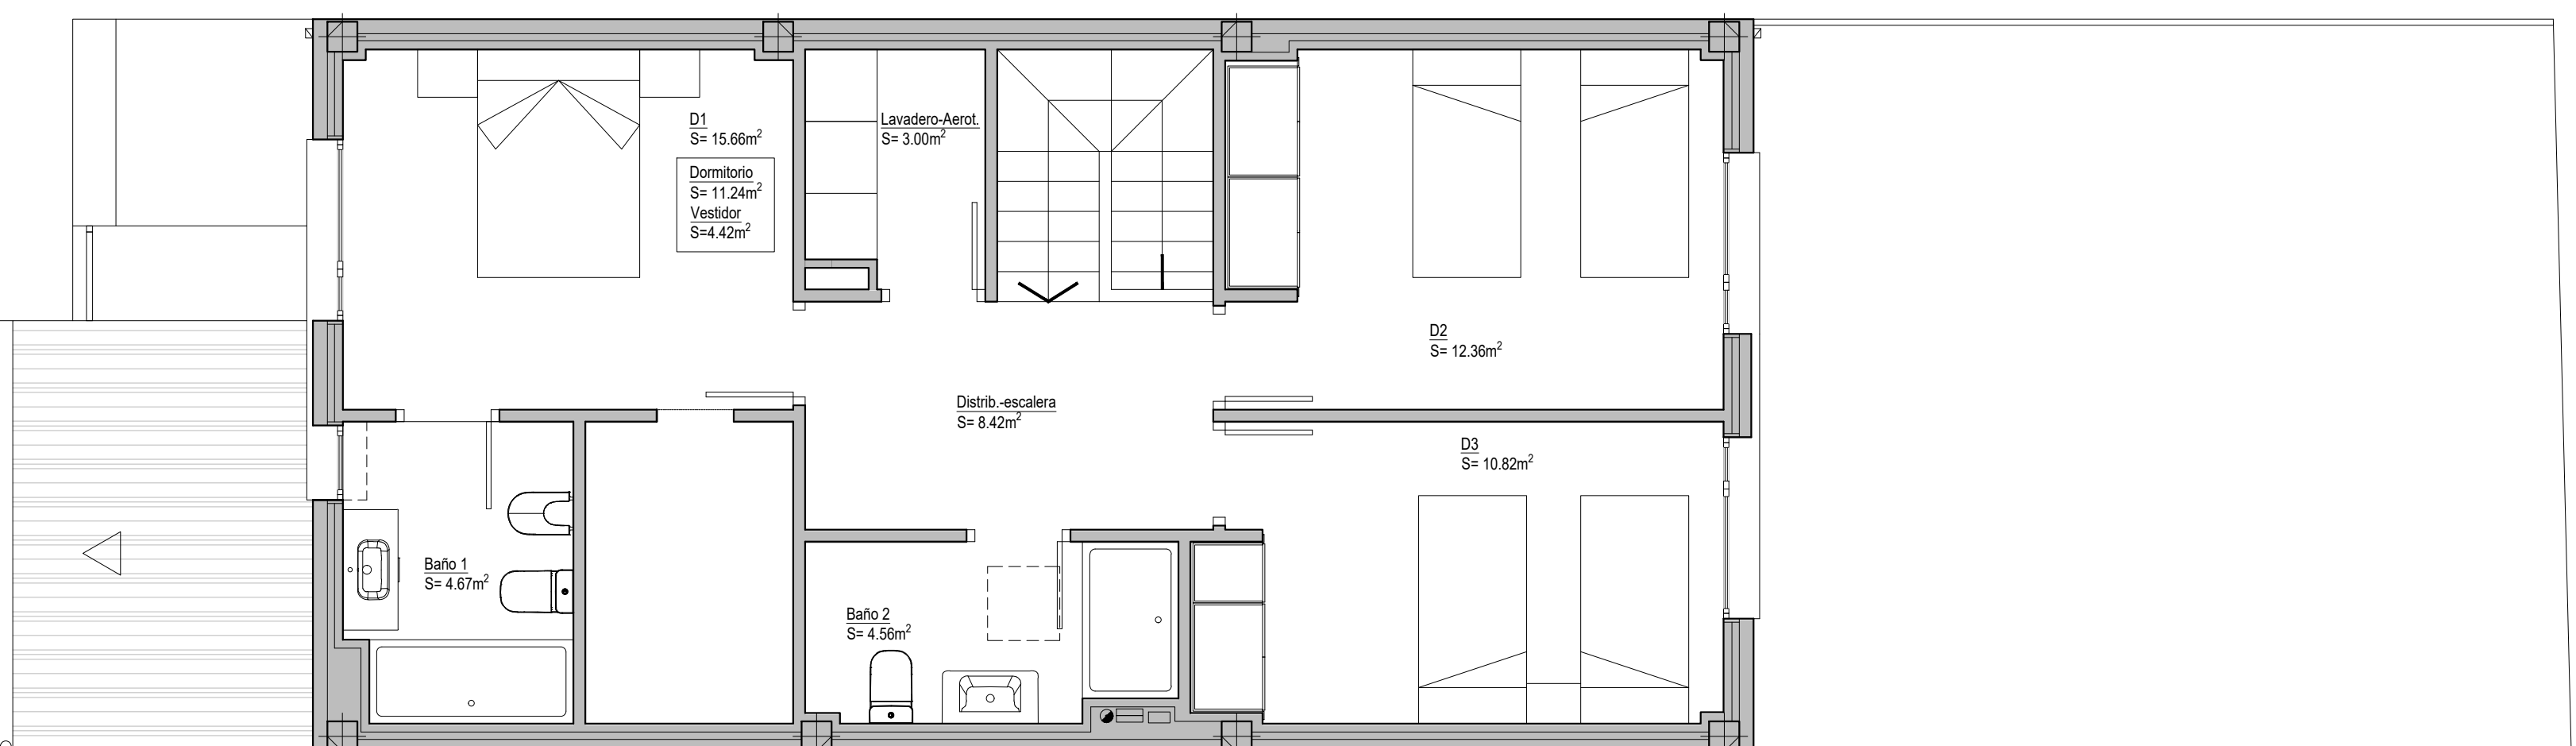 D1
S= 15.66m²
Dormitorio
S= 11.24m²
Vestidor
S=4.42m²
Lavadero-Aerot.
S= 3.00m²
D2
S= 12.36m²
Distrib.-escalera
S= 8.42m²
D3
S= 10.82m²
Baño 1
S= 4.67m²
Baño 2
S= 4.56m²